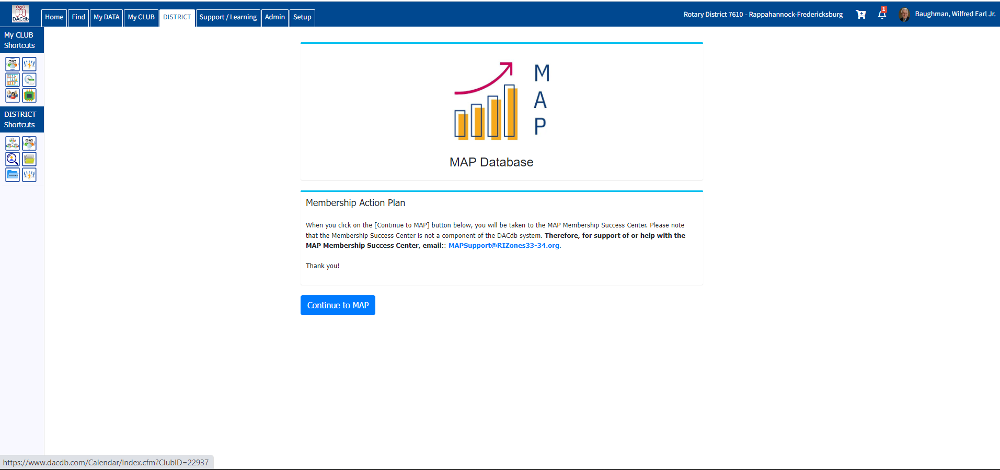 DACdb
Home
Find
My DATA
My CLUB
DISTRICT
Support / Learning
Admin
Setup
Rotary District 7610 - Rappahannock-Fredericksburg
1
Baughman, Wilfred Earl Jr.
My CLUB
Shortcuts
DISTRICT
Shortcuts
M
A
P
MAP Database
Membership Action Plan
When you click on the [Continue to MAP] button below, you will be taken to the MAP Membership Success Center. Please note
that the Membership Success Center is not a component of the DACdb system. Therefore, for support of or help with the
MAP Membership Success Center, email:: MAPSupport@RIZones33-34.org.
Thank you!
Continue to MAP
https://www.dacdb.com/Calendar/Index.cfm?ClubID=22937